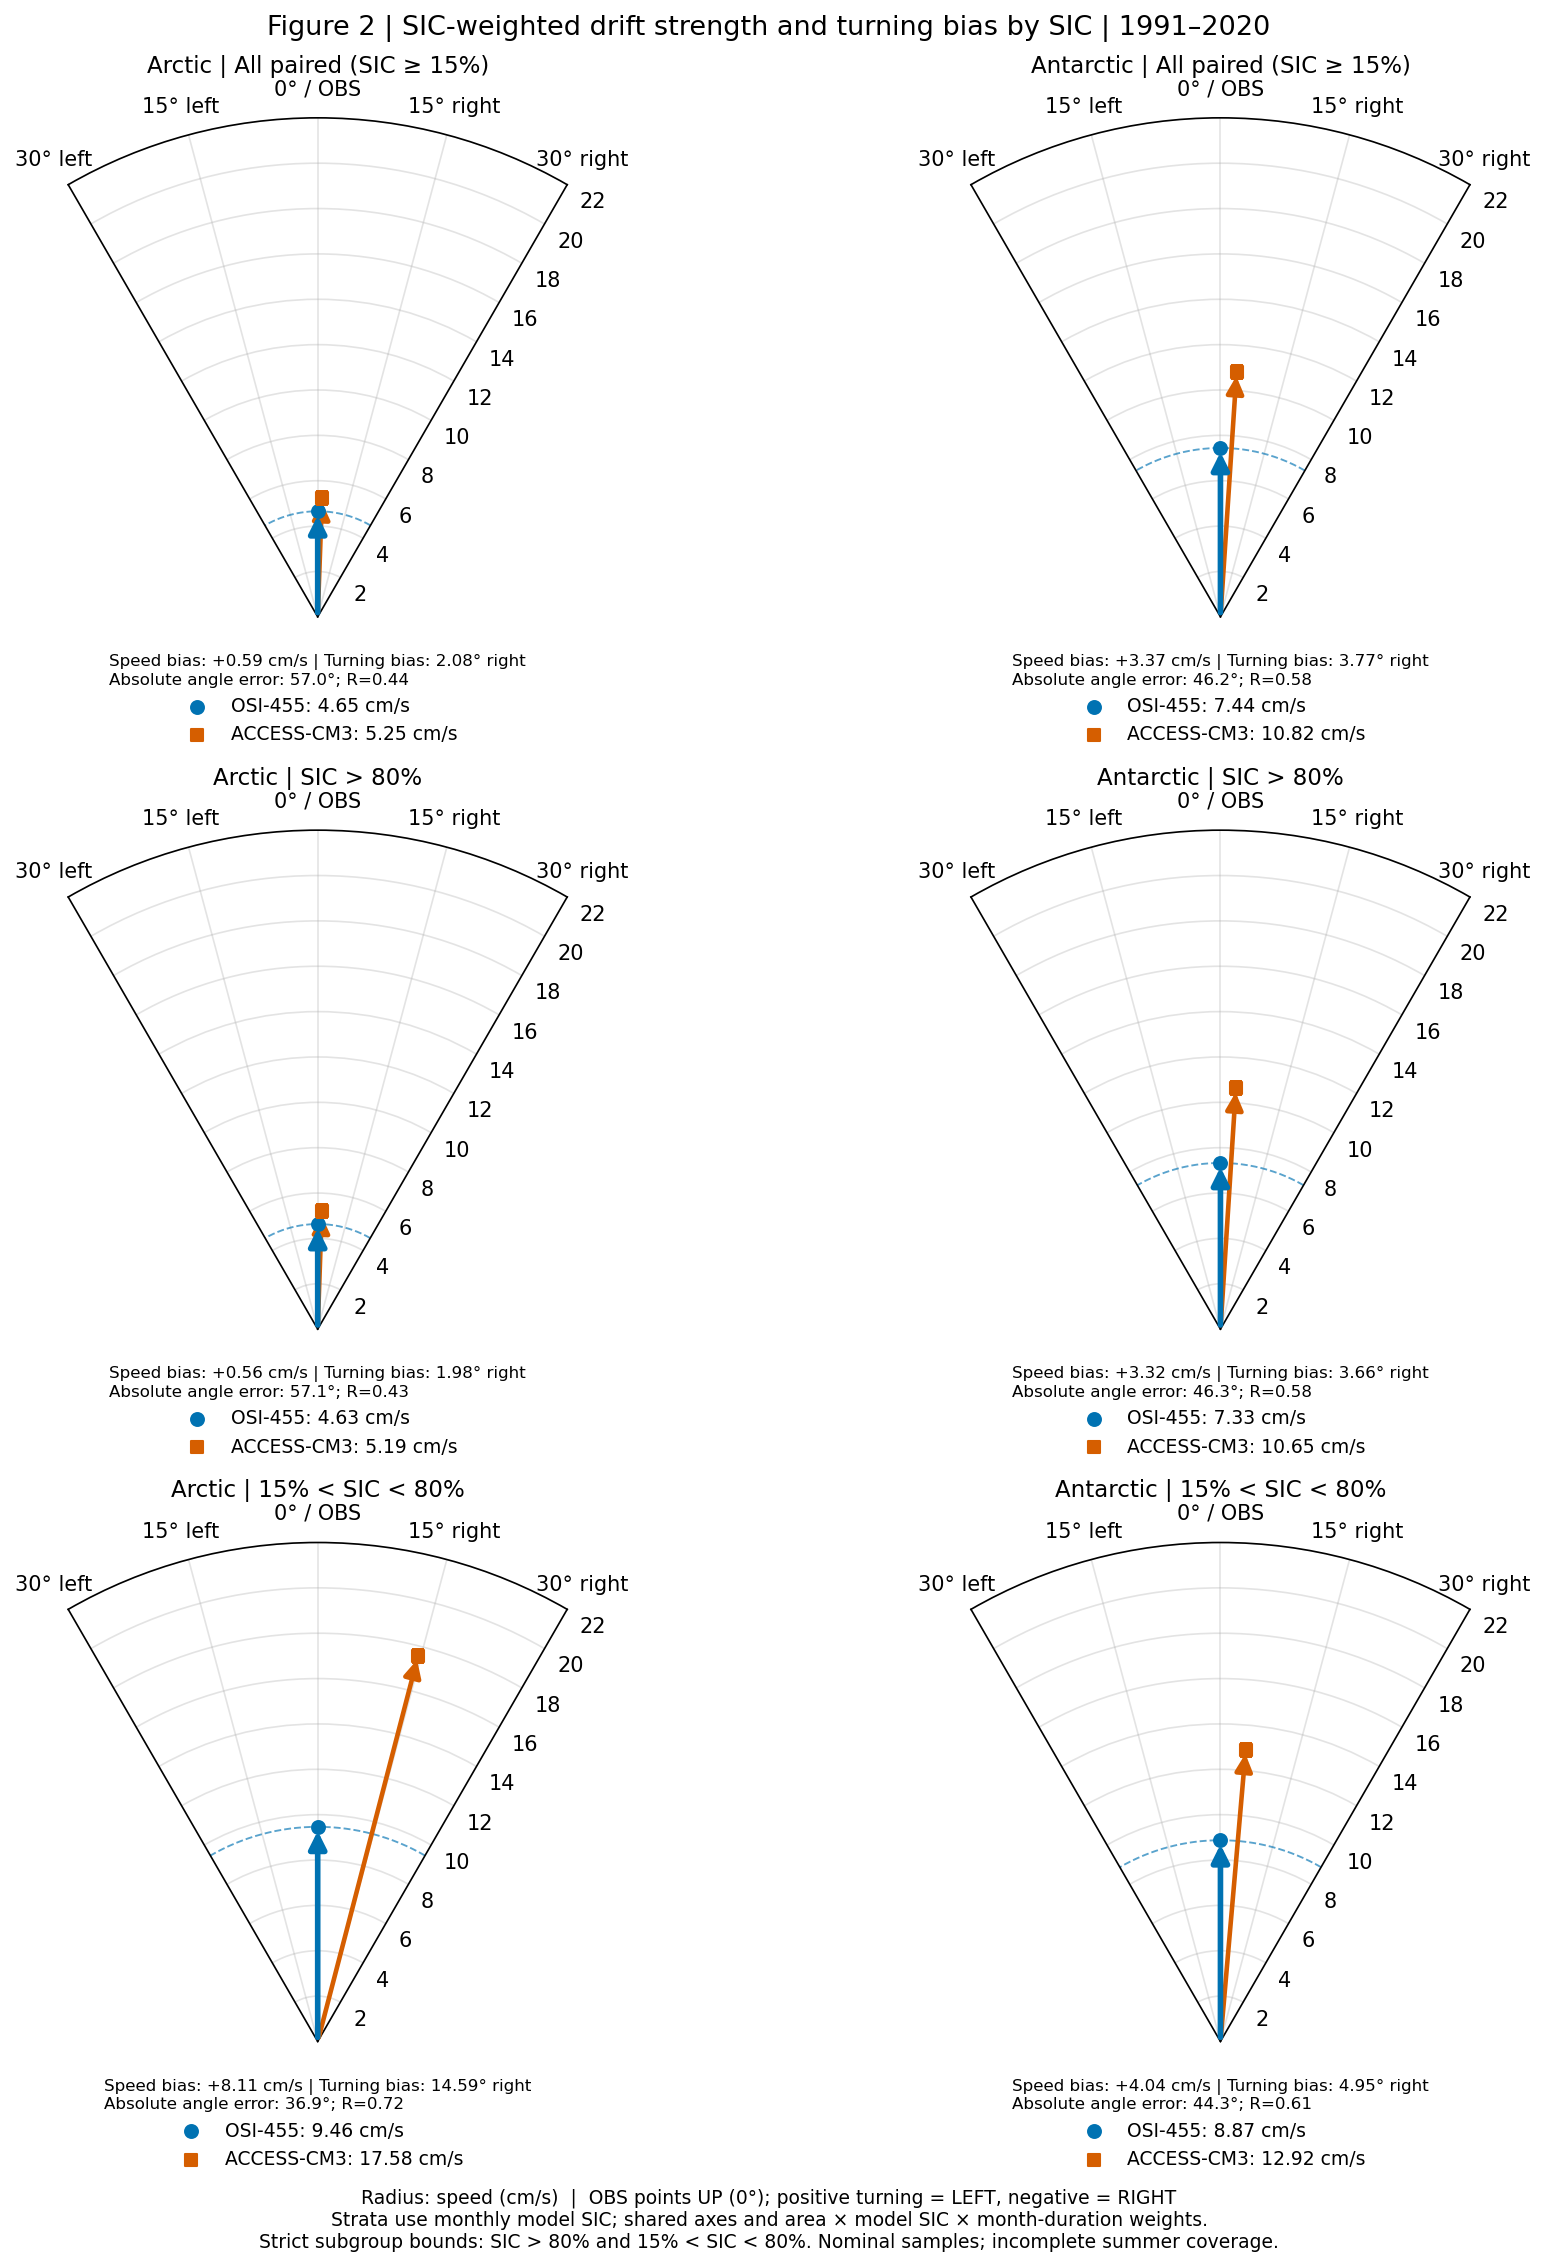 Figure 2 | SIC-weighted drift strength and turning bias by SIC | 1991–2020
Arctic | All paired (SIC ≥ 15%)
0° / OBS
15° left
15° right
30° left
30° right
22
20
18
16
14
12
10
8
6
4
2
Speed bias: +0.59 cm/s | Turning bias: 2.08° right
Absolute angle error: 57.0°; R=0.44
OSI-455: 4.65 cm/s
ACCESS-CM3: 5.25 cm/s
Antarctic | All paired (SIC ≥ 15%)
0° / OBS
15° left
15° right
30° left
30° right
22
20
18
16
14
12
10
8
6
4
2
Speed bias: +3.37 cm/s | Turning bias: 3.77° right
Absolute angle error: 46.2°; R=0.58
OSI-455: 7.44 cm/s
ACCESS-CM3: 10.82 cm/s
Arctic | SIC > 80%
0° / OBS
15° left
15° right
30° left
30° right
22
20
18
16
14
12
10
8
6
4
2
Speed bias: +0.56 cm/s | Turning bias: 1.98° right
Absolute angle error: 57.1°; R=0.43
OSI-455: 4.63 cm/s
ACCESS-CM3: 5.19 cm/s
Antarctic | SIC > 80%
0° / OBS
15° left
15° right
30° left
30° right
22
20
18
16
14
12
10
8
6
4
2
Speed bias: +3.32 cm/s | Turning bias: 3.66° right
Absolute angle error: 46.3°; R=0.58
OSI-455: 7.33 cm/s
ACCESS-CM3: 10.65 cm/s
Arctic | 15% < SIC < 80%
0° / OBS
15° left
15° right
30° left
30° right
22
20
18
16
14
12
10
8
6
4
2
Speed bias: +8.11 cm/s | Turning bias: 14.59° right
Absolute angle error: 36.9°; R=0.72
OSI-455: 9.46 cm/s
ACCESS-CM3: 17.58 cm/s
Antarctic | 15% < SIC < 80%
0° / OBS
15° left
15° right
30° left
30° right
22
20
18
16
14
12
10
8
6
4
2
Speed bias: +4.04 cm/s | Turning bias: 4.95° right
Absolute angle error: 44.3°; R=0.61
OSI-455: 8.87 cm/s
ACCESS-CM3: 12.92 cm/s
Radius: speed (cm/s) | OBS points UP (0°); positive turning = LEFT, negative = RIGHT
Strata use monthly model SIC; shared axes and area × model SIC × month-duration weights.
Strict subgroup bounds: SIC > 80% and 15% < SIC < 80%. Nominal samples; incomplete summer coverage.